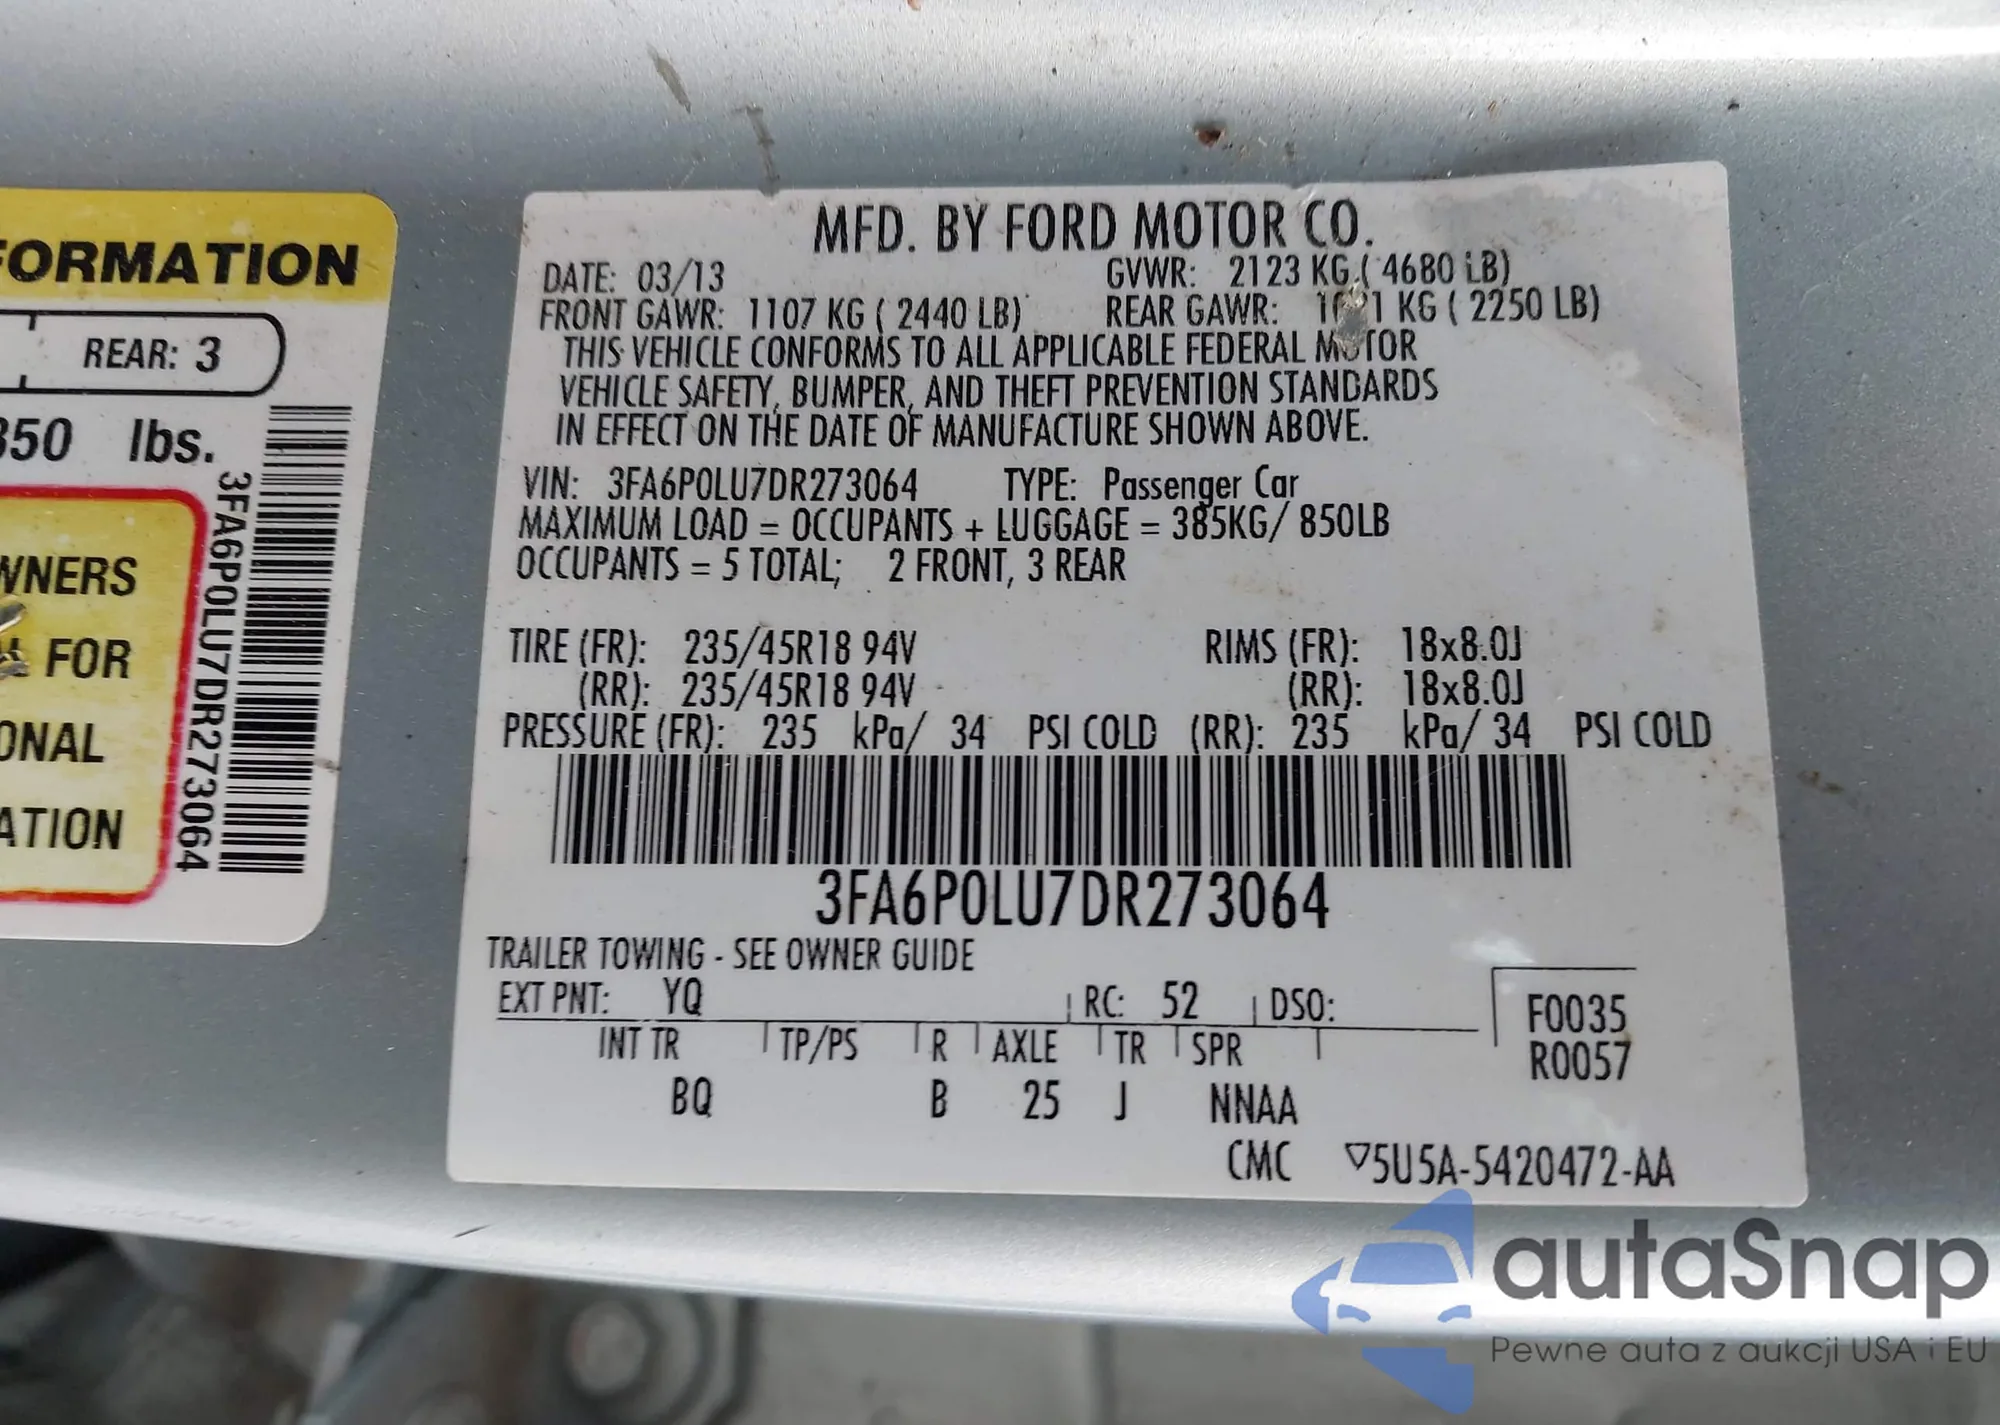 FORMATION
REAR: 3
350 lbs.
WNERS
FOR
ONAL
ATION
3FA6P0LU7DR273064
MFD. BY FORD MOTOR CO.
DATE: 03/13 GVWR: 2123 KG ( 4680 LB)
FRONT GAWR: 1107 KG ( 2440 LB) REAR GAWR: KG ( 2250 LB)
THIS VEHICLE CONFORMS TO ALL APPLICABLE FEDERAL MOTOR
VEHICLE SAFETY, BUMPER, AND THEFT PREVENTION STANDARDS
IN EFFECT ON THE DATE OF MANUFACTURE SHOWN ABOVE.
VIN: 3FA6P0LU7DR273064 TYPE: Passenger Car
MAXIMUM LOAD = OCCUPANTS + LUGGAGE = 385KG/ 850LB
OCCUPANTS = 5 TOTAL; 2 FRONT, 3 REAR
TIRE (FR): 235/45R18 94V RIMS (FR): 18x8.0J
(RR): 235/45R18 94V (RR): 18x8.0J
PRESSURE (FR): 235 kPa/ 34 PSI COLD (RR): 235 kPa/ 34 PSI COLD
3FA6P0LU7DR273064
TRAILER TOWING - SEE OWNER GUIDE
EXT PNT: YQ RC: 52 DSO: F0035
INT TR TP/PS R AXLE TR SPR R0057
BQ B 25 J NNAA
CMC ▽5U5A-5420472-AA
autaSnap
Pewne auta z aukcji USA i EU